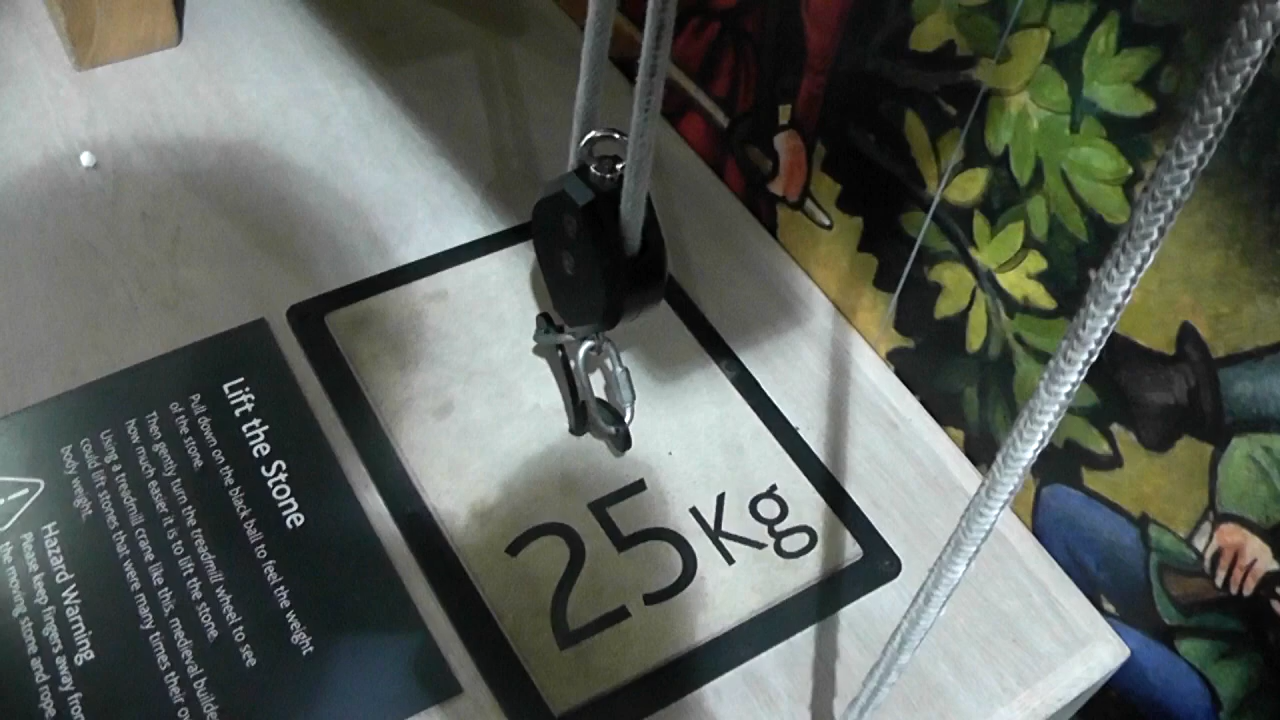 Lift the Stone
Pull down on the black ball to feel the weight
of the stone.
Then gently turn the treadmill wheel to see
how much easier it is to lift the stone.
Using a treadmill crane like this, medieval
could lift stones that were many times their
body weight.
Hazard Warning
Please keep fingers away
the moving stone and rope
25 Kg